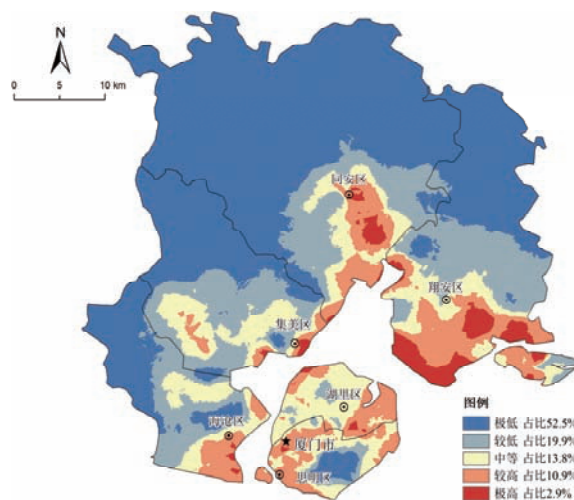 N
0 5 10 km
同安区
翔安区
集美区
湖里区
海沧区
厦门市
思明区
图例
极低 占比52.5%
较低 占比19.9%
中等 占比13.8%
较高 占比10.9%
极高 占比2.9%